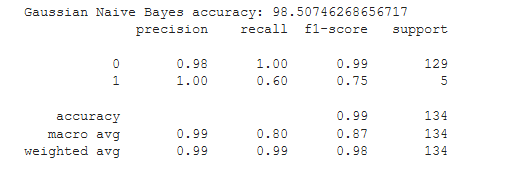 Gaussian Naive Bayes accuracy: 98.50746268656717
precision recall f1-score support
0 0.98 1.00 0.99 129
1 1.00 0.60 0.75 5
accuracy 0.99 134
macro avg 0.99 0.80 0.87 134
weighted avg 0.99 0.99 0.98 134